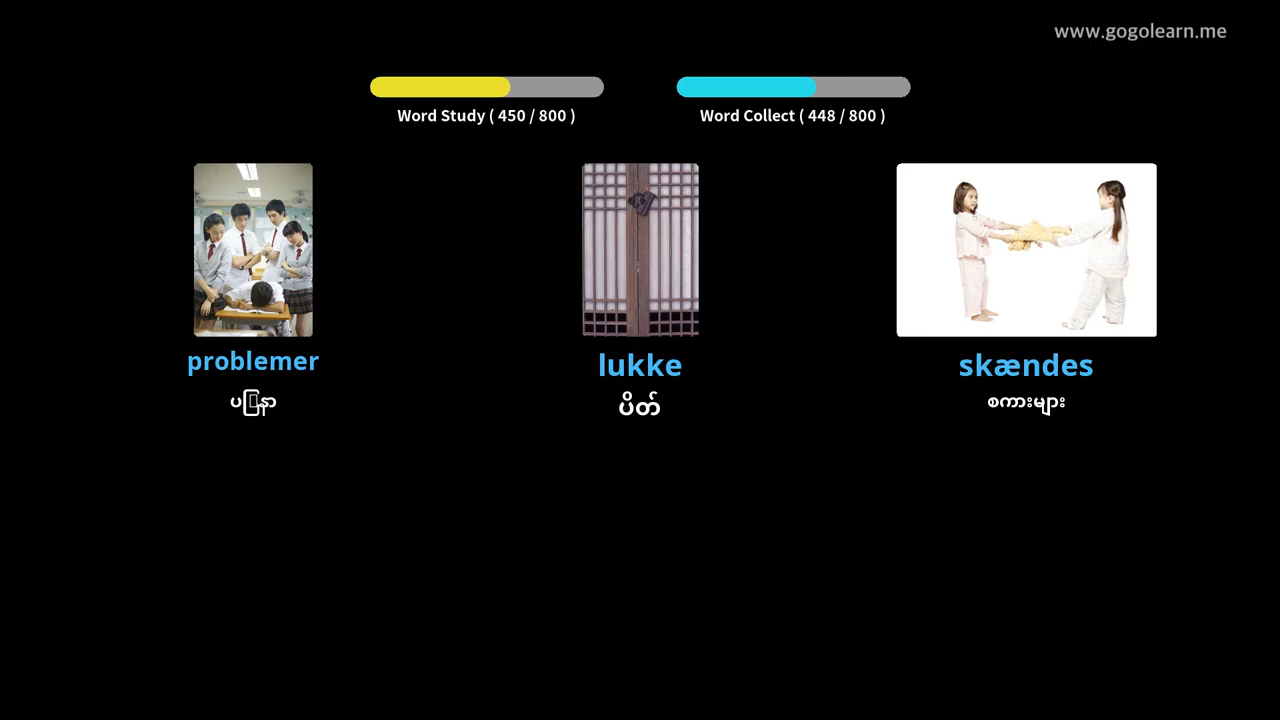 www.gogolearn.me
Word Study ( 450 / 800 )
Word Collect ( 448 / 800 )
problemer
lukke
skændes
ပိတ်
စကားများ